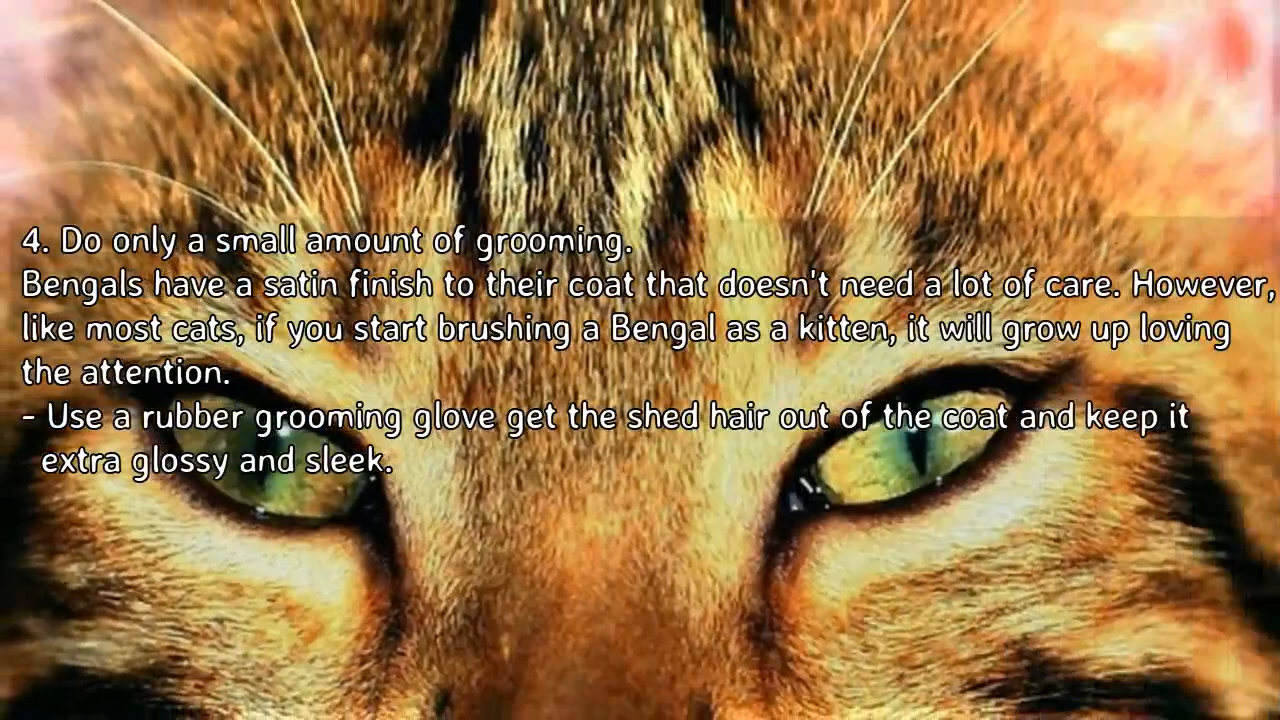 4. Do only a small amount of grooming.
Bengals have a satin finish to their coat that doesn't need a lot of care. However,
like most cats, if you start brushing a Bengal as a kitten, it will grow up loving
the attention.
- Use a rubber grooming glove get the shed hair out of the coat and keep it
extra glossy and sleek.